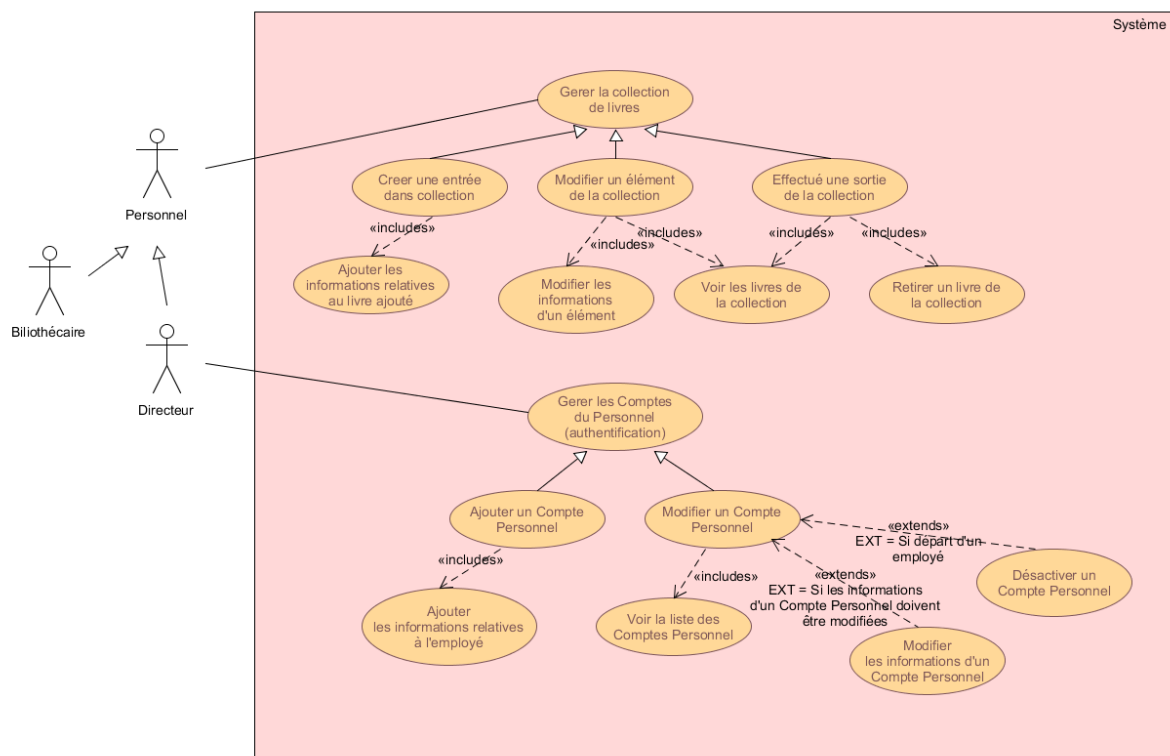 Système
Gerer la collection
de livres
Personnel
Creer une entrée
dans collection
Modifier un élément
de la collection
Effectué une sortie
de la collection
«includes»
«includes»
«includes»
«includes»
«includes»
Biliothécaire
Ajouter les
informations relatives
au livre ajouté
Modifier les
informations
d'un élément
Voir les livres de
la collection
Retirer un livre de
la collection
Directeur
Gerer les Comptes
du Personnel
(authentification)
Ajouter un Compte
Personnel
Modifier un Compte
Personnel
«extends»
EXT = Si départ d'un
employé
«includes»
«includes»
«extends»
EXT = Si les informations
d'un Compte Personnel doivent
être modifiées
Désactiver un
Compte Personnel
Ajouter
les informations relatives
à l'employé
Voir la liste des
Comptes Personnel
Modifier
les informations d'un
Compte Personnel